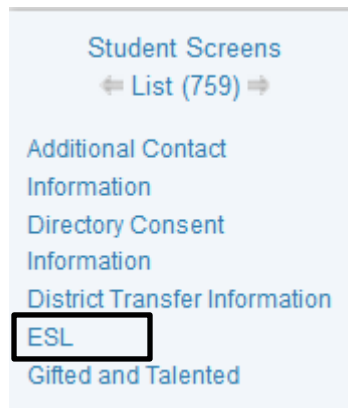 Student Screens
⇐ List (759) ⇒
Additional Contact
Information
Directory Consent
Information
District Transfer Information
ESL
Gifted and Talented